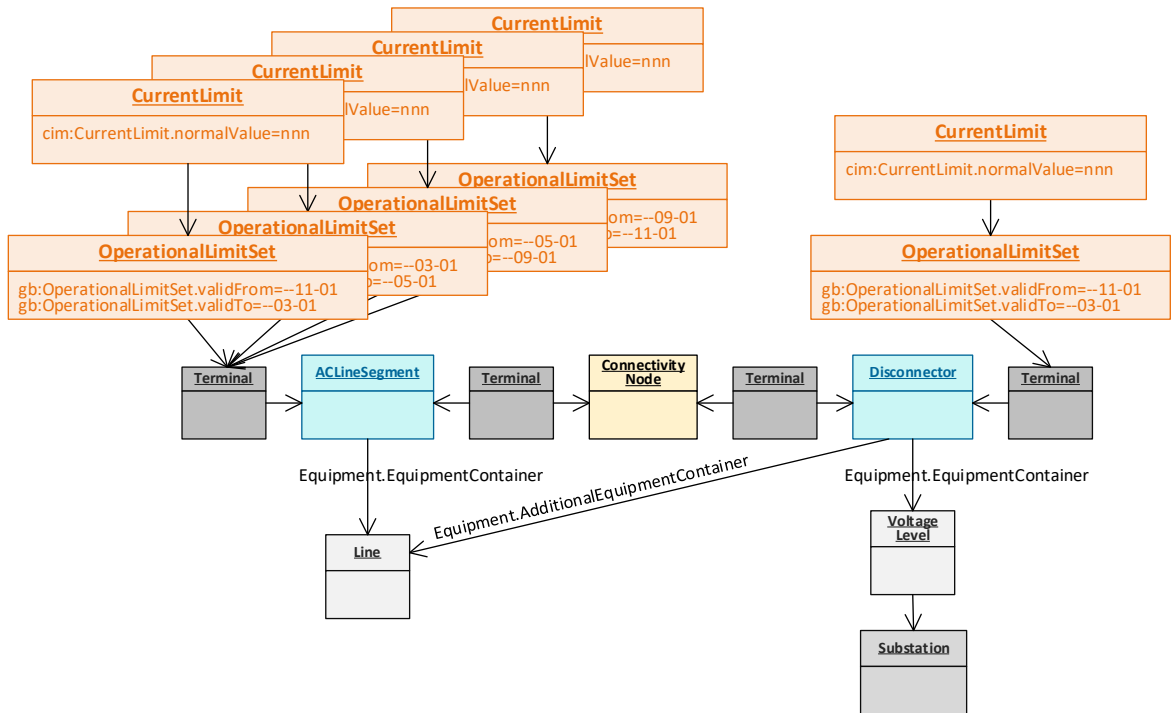 CurrentLimit
lValue=nnn
CurrentLimit
lValue=nnn
CurrentLimit
lValue=nnn
CurrentLimit
cim:CurrentLimit.normalValue=nnn
CurrentLimit
cim:CurrentLimit.normalValue=nnn
OperationalLimitSet
om=--09-01
o=--11-01
OperationalLimitSet
om=--05-01
o=--09-01
OperationalLimitSet
om=--03-01
o=--05-01
OperationalLimitSet
gb:OperationalLimitSet.validFrom=--11-01
gb:OperationalLimitSet.validTo=--03-01
OperationalLimitSet
gb:OperationalLimitSet.validFrom=--11-01
gb:OperationalLimitSet.validTo=--03-01
Terminal
ACLineSegment
Terminal
Connectivity
Node
Terminal
Disconnector
Terminal
Equipment.EquipmentContainer
Equipment.AdditionalEquipmentContainer
Equipment.EquipmentContainer
Line
Voltage
Level
Substation